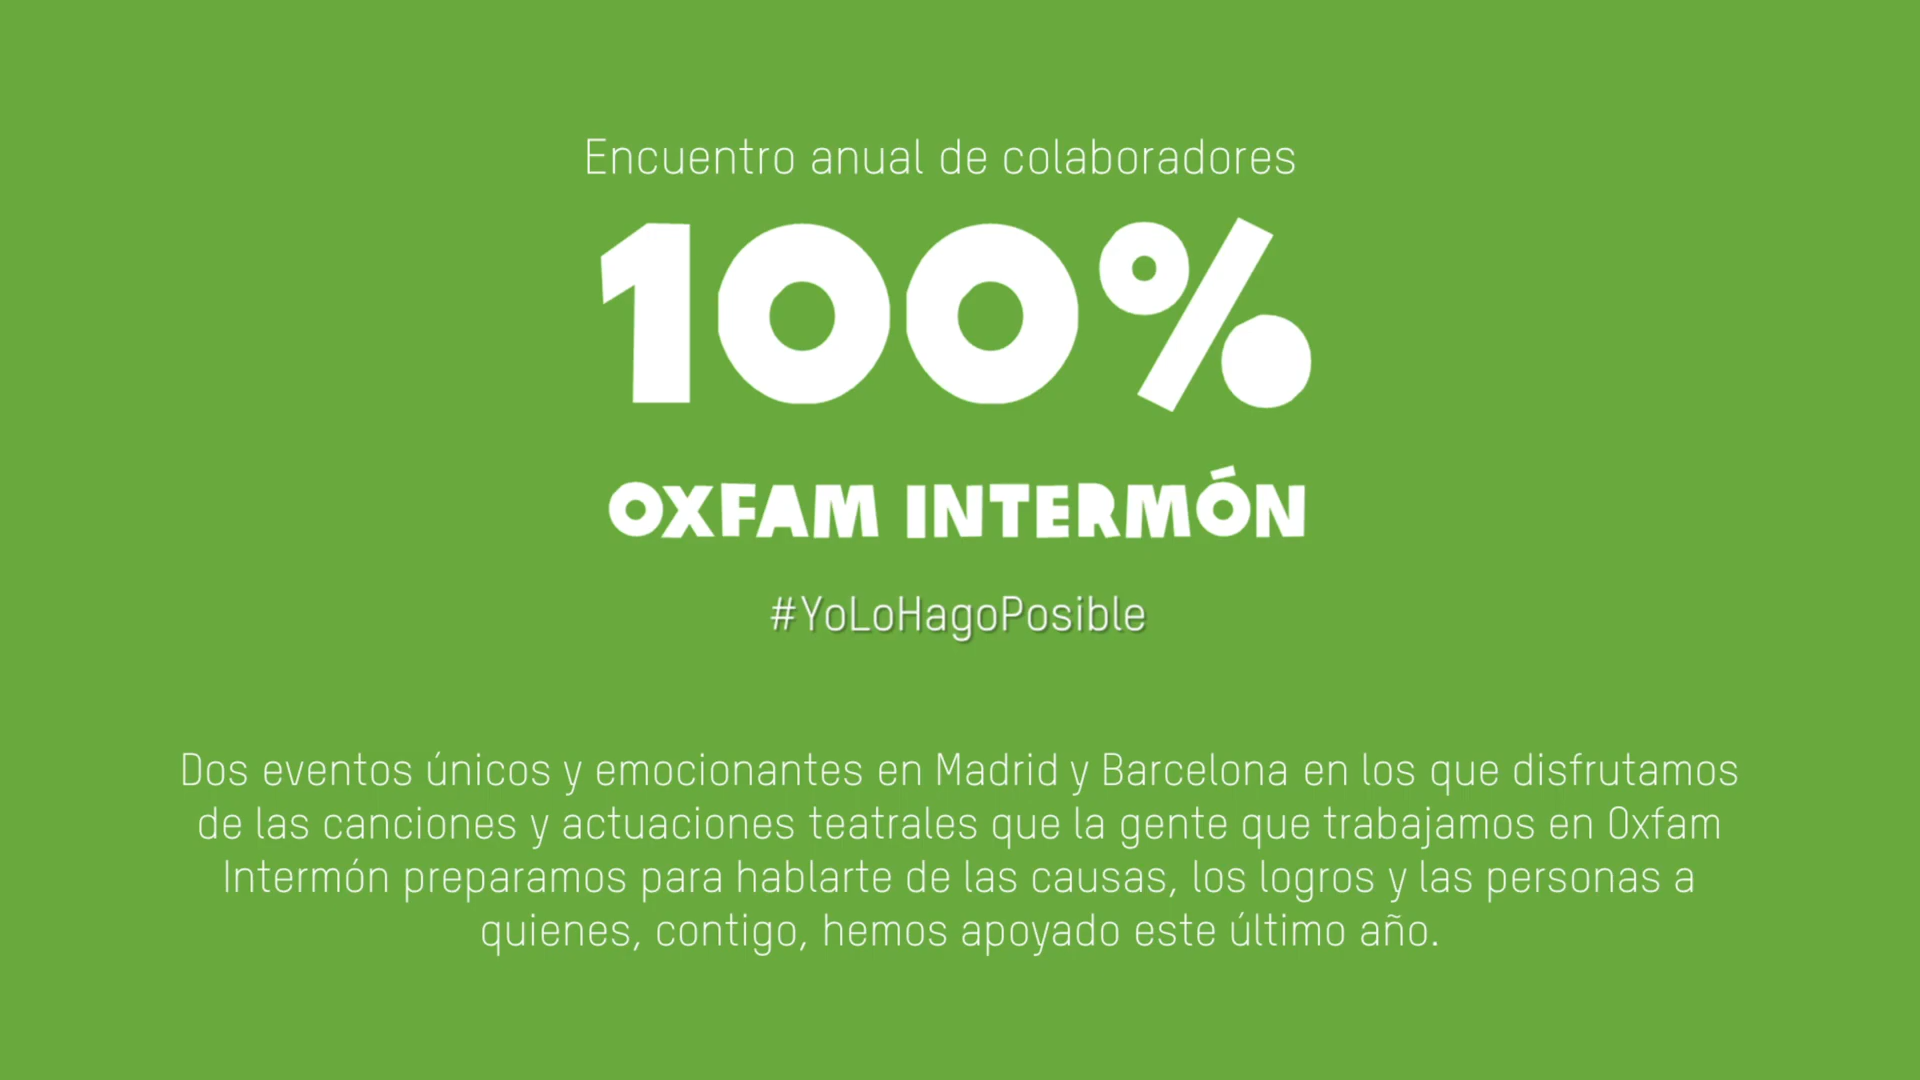 Encuentro anual de colaboradores
100%
OXFAM INTERMÓN
#YoLoHagoPosible
Dos eventos únicos y emocionantes en Madrid y Barcelona en los que disfrutamos
de las canciones y actuaciones teatrales que la gente que trabajamos en Oxfam
Intermón preparamos para hablarte de las causas, los logros y las personas a
quienes, contigo, hemos apoyado este último año.